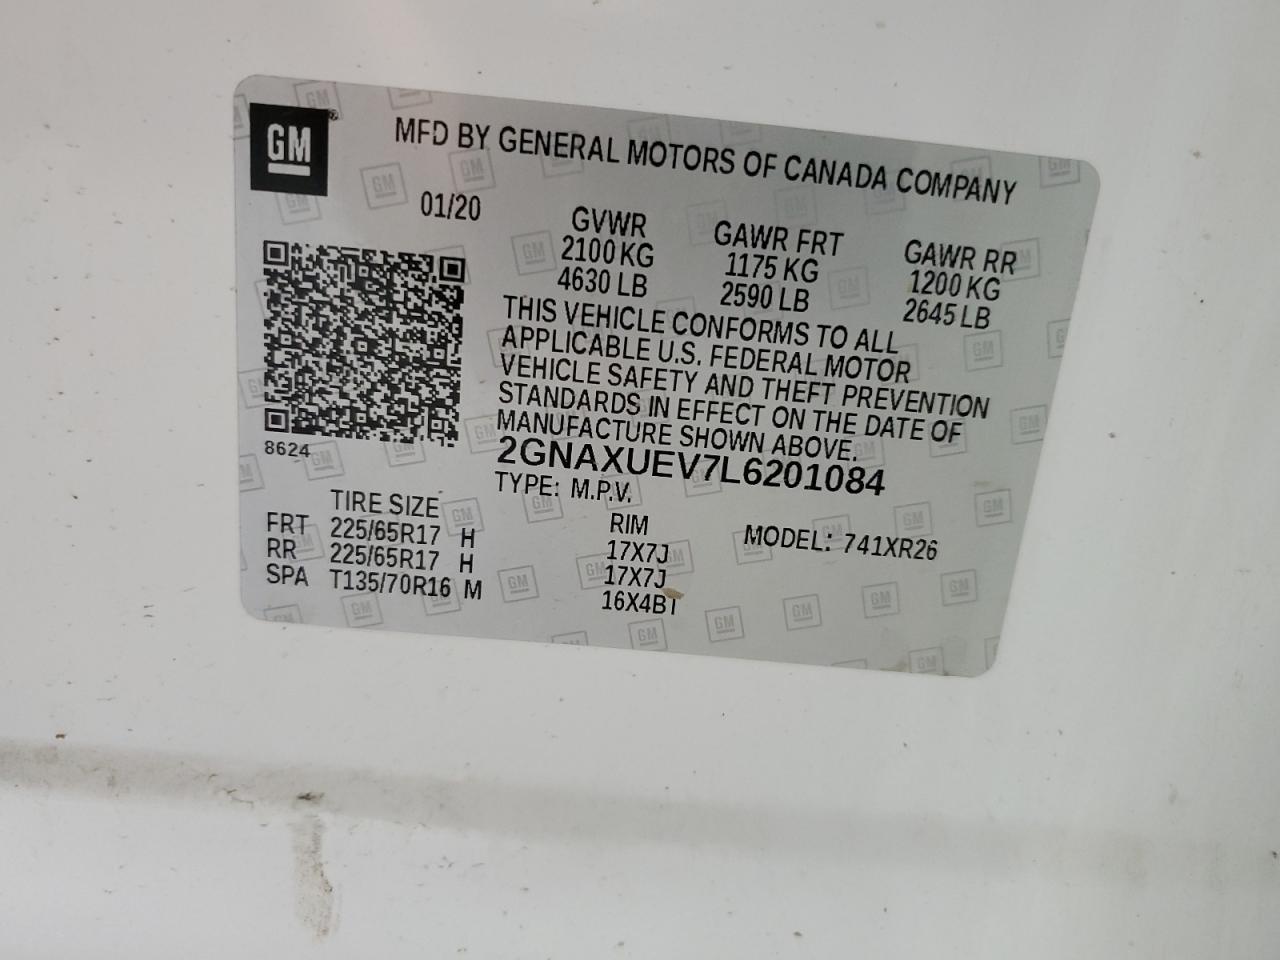 GM
MFD BY GENERAL MOTORS OF CANADA COMPANY
01/20
GVWR
2100 KG
4630 LB
GAWR FRT
1175 KG
2590 LB
GAWR RR
1200 KG
2645 LB
THIS VEHICLE CONFORMS TO ALL
APPLICABLE U.S. FEDERAL MOTOR
VEHICLE SAFETY AND THEFT PREVENTION
STANDARDS IN EFFECT ON THE DATE OF
MANUFACTURE SHOWN ABOVE.
2GNAXUEV7L6201084
TYPE: M.P.V.
8624
TIRE SIZE
RIM
MODEL: 741XR26
FRT 225/65R17 H 17X7J
RR 225/65R17 H 17X7J
SPA T135/70R16 M 16X4BT